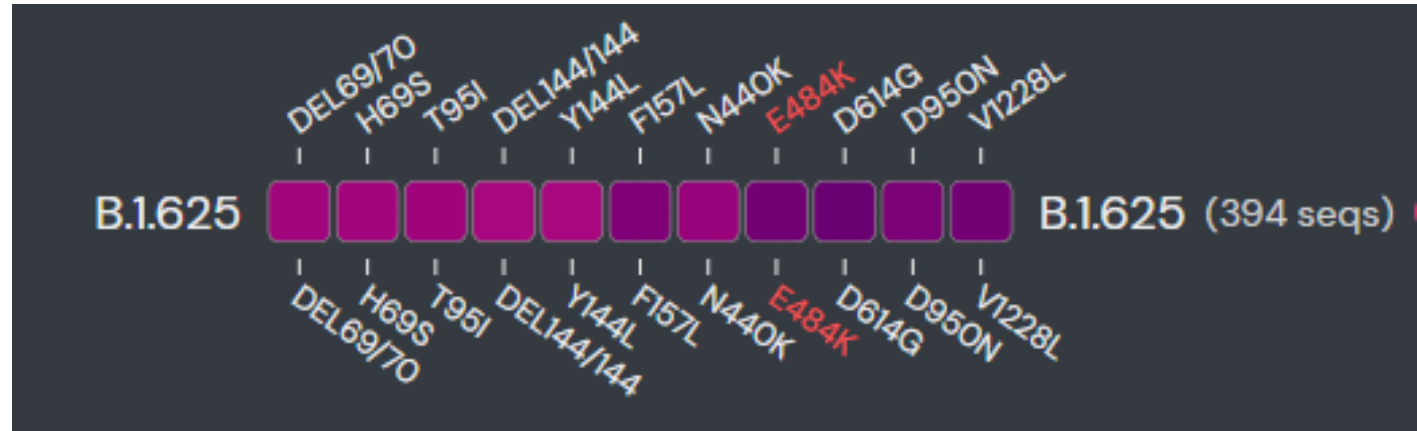 DEL69/70 H69S T95I DEL144/144 Y144L F157L N440K E484K D614G D950N V1228L
B.1.625 B.1.625 (394 seqs)
DEL69/70 H69S T95I DEL144/144 Y144L F157L N440K E484K D614G D950N V1228L